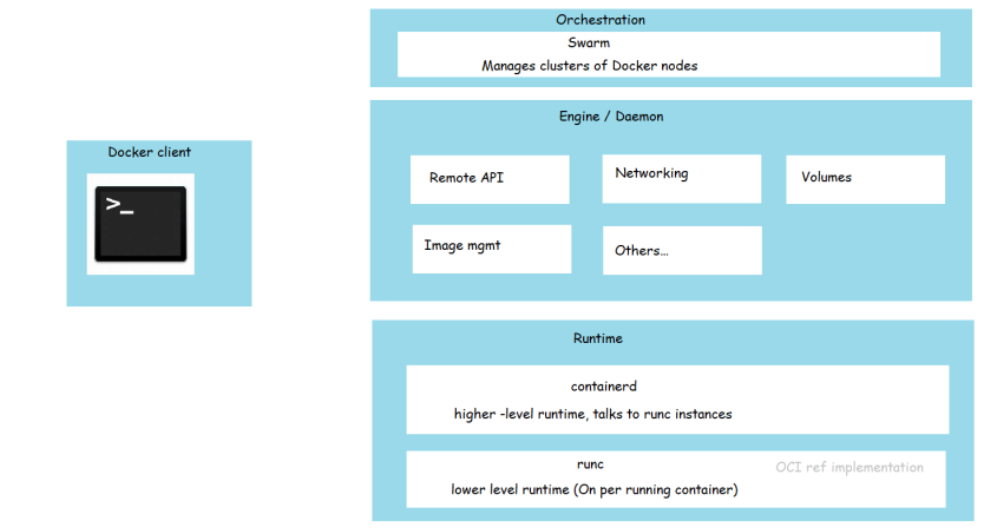 Orchestration
Swarm
Manages clusters of Docker nodes
Engine / Daemon
Docker client
>_
Remote API
Networking
Volumes
Image mgmt
Others...
Runtime
containerd
higher -level runtime, talks to runc instances
runc
OCI ref implementation
lower level runtime (On per running container)